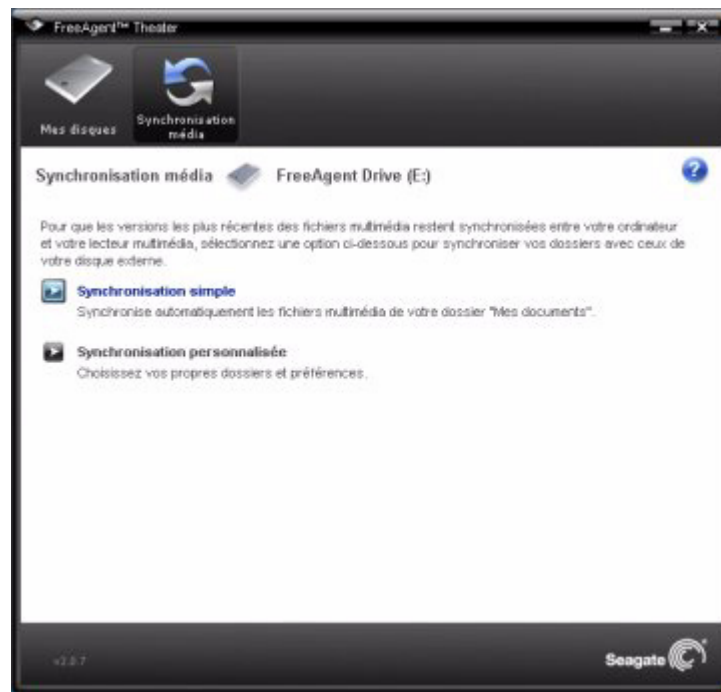 FreeAgent™ Theater
Mes disques
Synchronisation
média
Synchronisation média FreeAgent Drive (E:)
?
Pour que les versions les plus récentes des fichiers multimédia restent synchronisées entre votre ordinateur
et votre lecteur multimédia, sélectionnez une option ci-dessous pour synchroniser vos dossiers avec ceux de
votre disque externe.
Synchronisation simple
Synchronise automatiquement les fichiers multimédia de votre dossier "Mes documents".
Synchronisation personnalisée
Choisissez vos propres dossiers et préférences.
v2.0.7
Seagate